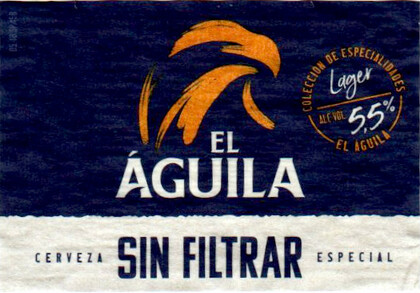 COLECCIÓN DE ESPECIALIDADES
Lager
ALC. VOL. 5,5%
EL ÁGUILA
EL
ÁGUILA
CERVEZA SIN FILTRAR ESPECIAL